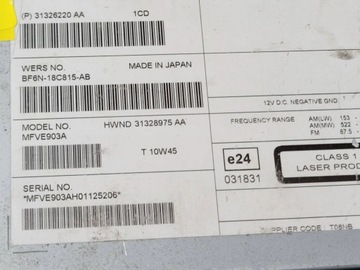 (P) 31326220 AA 1CD
WERS NO. MADE IN JAPAN
BF6N-18C815-AB
12V D.C. NEGATIVE GND.
MODEL NO. HWND 31328975 AA
MFVE903A
FREQUENCY RANGE AM(LW) 153
AM(MW) 522
FM 87.5
T 10W45
e24
031831
CLASS 1
LASER PROD
SERIAL NO.
*MFVE903AH01125206*
SUPPLIER CODE : T06NB